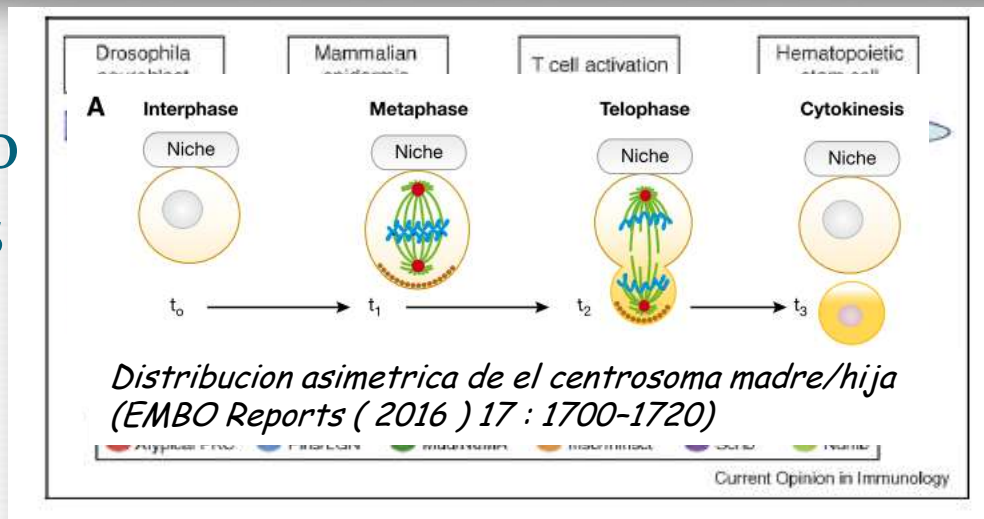 Drosophila
Mammalian
T cell activation
Hematopoietic
A
Interphase
Metaphase
Telophase
Cytokinesis
Niche
Niche
Niche
Niche
t₀
t₁
t₂
t₃
Distribucion asimetrica de el centrosoma madre/hija
(EMBO Reports ( 2016 ) 17 : 1700-1720)
Current Opinion in Immunology